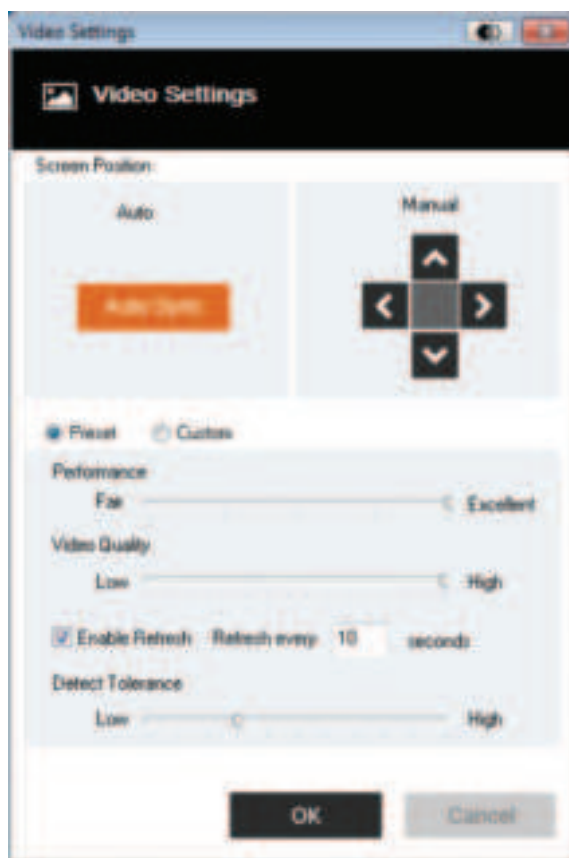 Video Settings
Video Settings
Screen Position:
Auto
Manual
Auto Sync
Preset Custom
Performance
Fair Excellent
Video Quality
Low High
Enable Refresh Refresh every 10 seconds
Detect Tolerance
Low High
OK Cancel